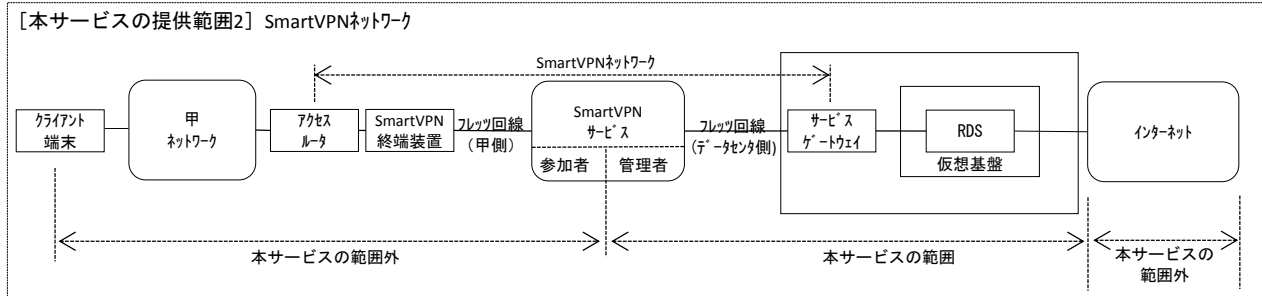 [本サービスの提供範囲2] SmartVPNﾈｯﾄﾜｰｸ
SmartVPNﾈｯﾄﾜｰｸ
ｸﾗｲｱﾝﾄ
端末
甲
ﾈｯﾄﾜｰｸ
ｱｸｾｽ
ﾙｰﾀ
SmartVPN
終端装置
ﾌﾚｯﾂ回線
(甲側)
SmartVPN
ｻｰﾋﾞｽ
参加者
管理者
ﾌﾚｯﾂ回線
(ﾃﾞｰﾀｾﾝﾀ側)
ｻｰﾋﾞｽ
ｹﾞｰﾄｳｪｲ
RDS
仮想基盤
ｲﾝﾀｰﾈｯﾄ
本サービスの範囲外
本サービスの範囲
本サービスの
範囲外